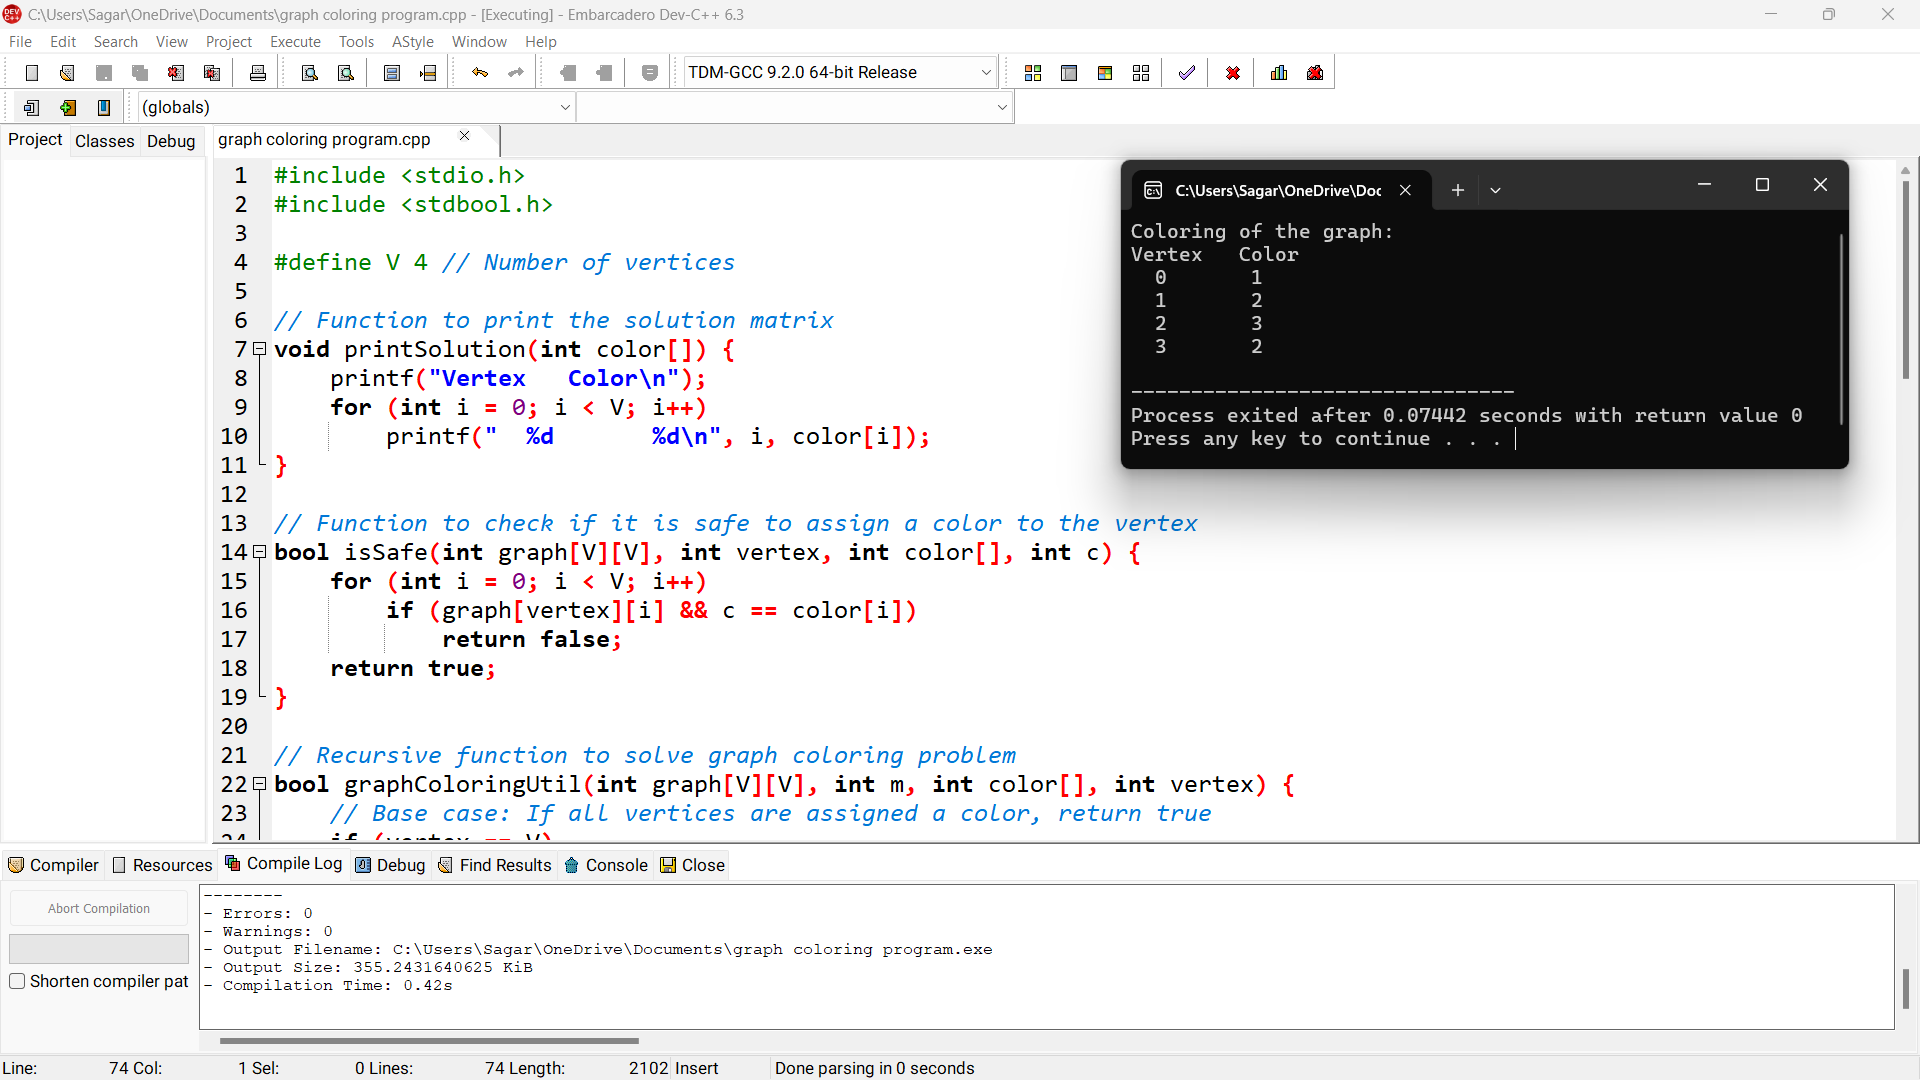 C:\Users\Sagar\OneDrive\Documents\graph coloring program.cpp - [Executing] - Embarcadero Dev-C++ 6.3
File Edit Search View Project Execute Tools AStyle Window Help
TDM-GCC 9.2.0 64-bit Release
(globals)
Project Classes Debug
graph coloring program.cpp
1 #include <stdio.h>
2 #include <stdbool.h>
3
4 #define V 4 // Number of vertices
5
6 // Function to print the solution matrix
7 void printSolution(int color[]) {
8 printf("Vertex   Color\n");
9 for (int i = 0; i < V; i++)
10 printf("  %d       %d\n", i, color[i]);
11 }
12
13 // Function to check if it is safe to assign a color to the vertex
14 bool isSafe(int graph[V][V], int vertex, int color[], int c) {
15 for (int i = 0; i < V; i++)
16 if (graph[vertex][i] && c == color[i])
17 return false;
18 return true;
19 }
20
21 // Recursive function to solve graph coloring problem
22 bool graphColoringUtil(int graph[V][V], int m, int color[], int vertex) {
23 // Base case: If all vertices are assigned a color, return true
24 if (vertex == V)
C:\Users\Sagar\OneDrive\Doc
Coloring of the graph:
Vertex   Color
0 1
1 2
2 3
3 2
--------------------------------
Process exited after 0.07442 seconds with return value 0
Press any key to continue . . .
Compiler Resources Compile Log Debug Find Results Console Close
Abort Compilation
Shorten compiler pat
--------
- Errors: 0
- Warnings: 0
- Output Filename: C:\Users\Sagar\OneDrive\Documents\graph coloring program.exe
- Output Size: 355.2431640625 KiB
- Compilation Time: 0.42s
Line: 74 Col: 1 Sel: 0 Lines: 74 Length: 2102 Insert Done parsing in 0 seconds